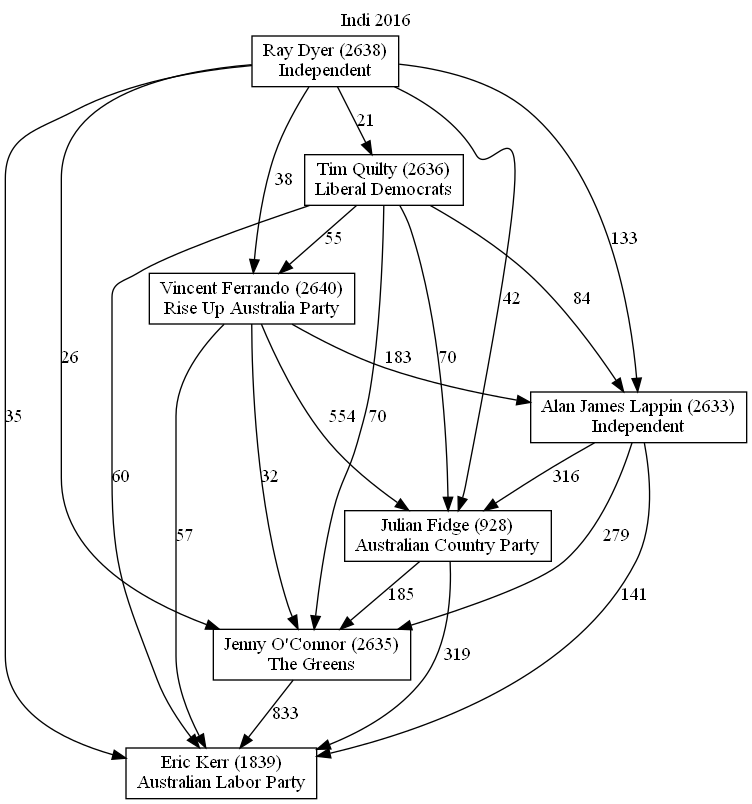 Indi 2016
Ray Dyer (2638)
Independent
21
Tim Quilty (2636)
Liberal Democrats
38
55
133
Vincent Ferrando (2640)
Rise Up Australia Party
42
84
26
183
70
Alan James Lappin (2633)
Independent
35
554
70
60
32
316
Julian Fidge (928)
Australian Country Party
57
279
185
141
Jenny O'Connor (2635)
The Greens
319
833
Eric Kerr (1839)
Australian Labor Party